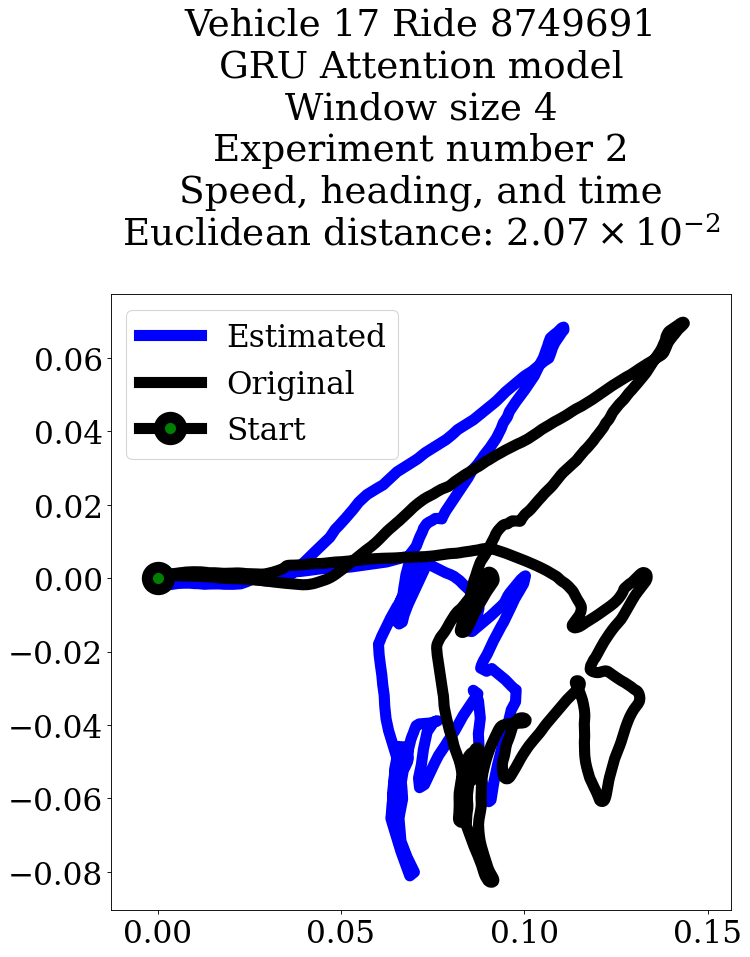 Vehicle 17 Ride 8749691
GRU Attention model
Window size 4
Experiment number 2
Speed, heading, and time
Euclidean distance: 2.07 × 10⁻²
Estimated
Original
Start
0.06
0.04
0.02
0.00
−0.02
−0.04
−0.06
−0.08
0.00 0.05 0.10 0.15